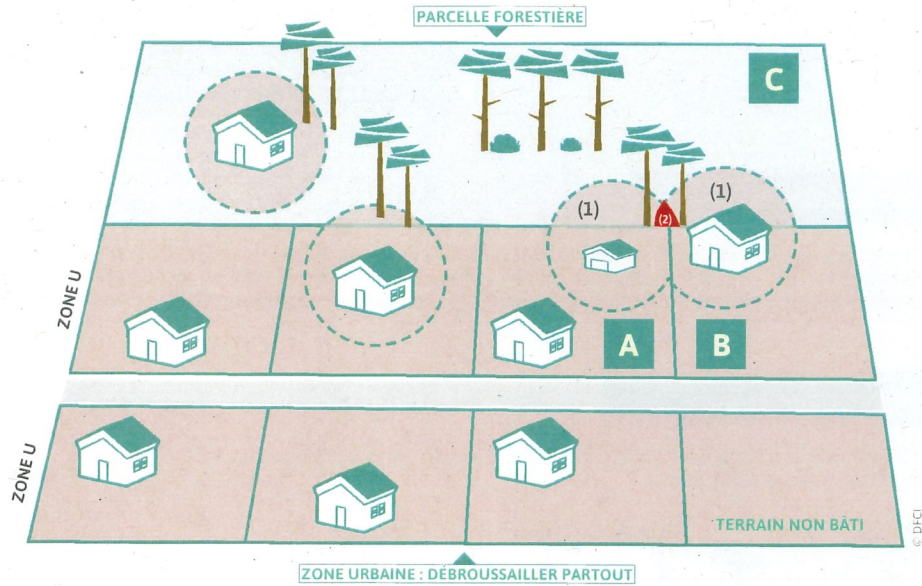 PARCELLE FORESTIÈRE
C
(1)
(1)
(2)
ZONE U
A
B
ZONE U
TERRAIN NON BÂTI
© DFCI
ZONE URBAINE : DÉBROUSSAILLER PARTOUT